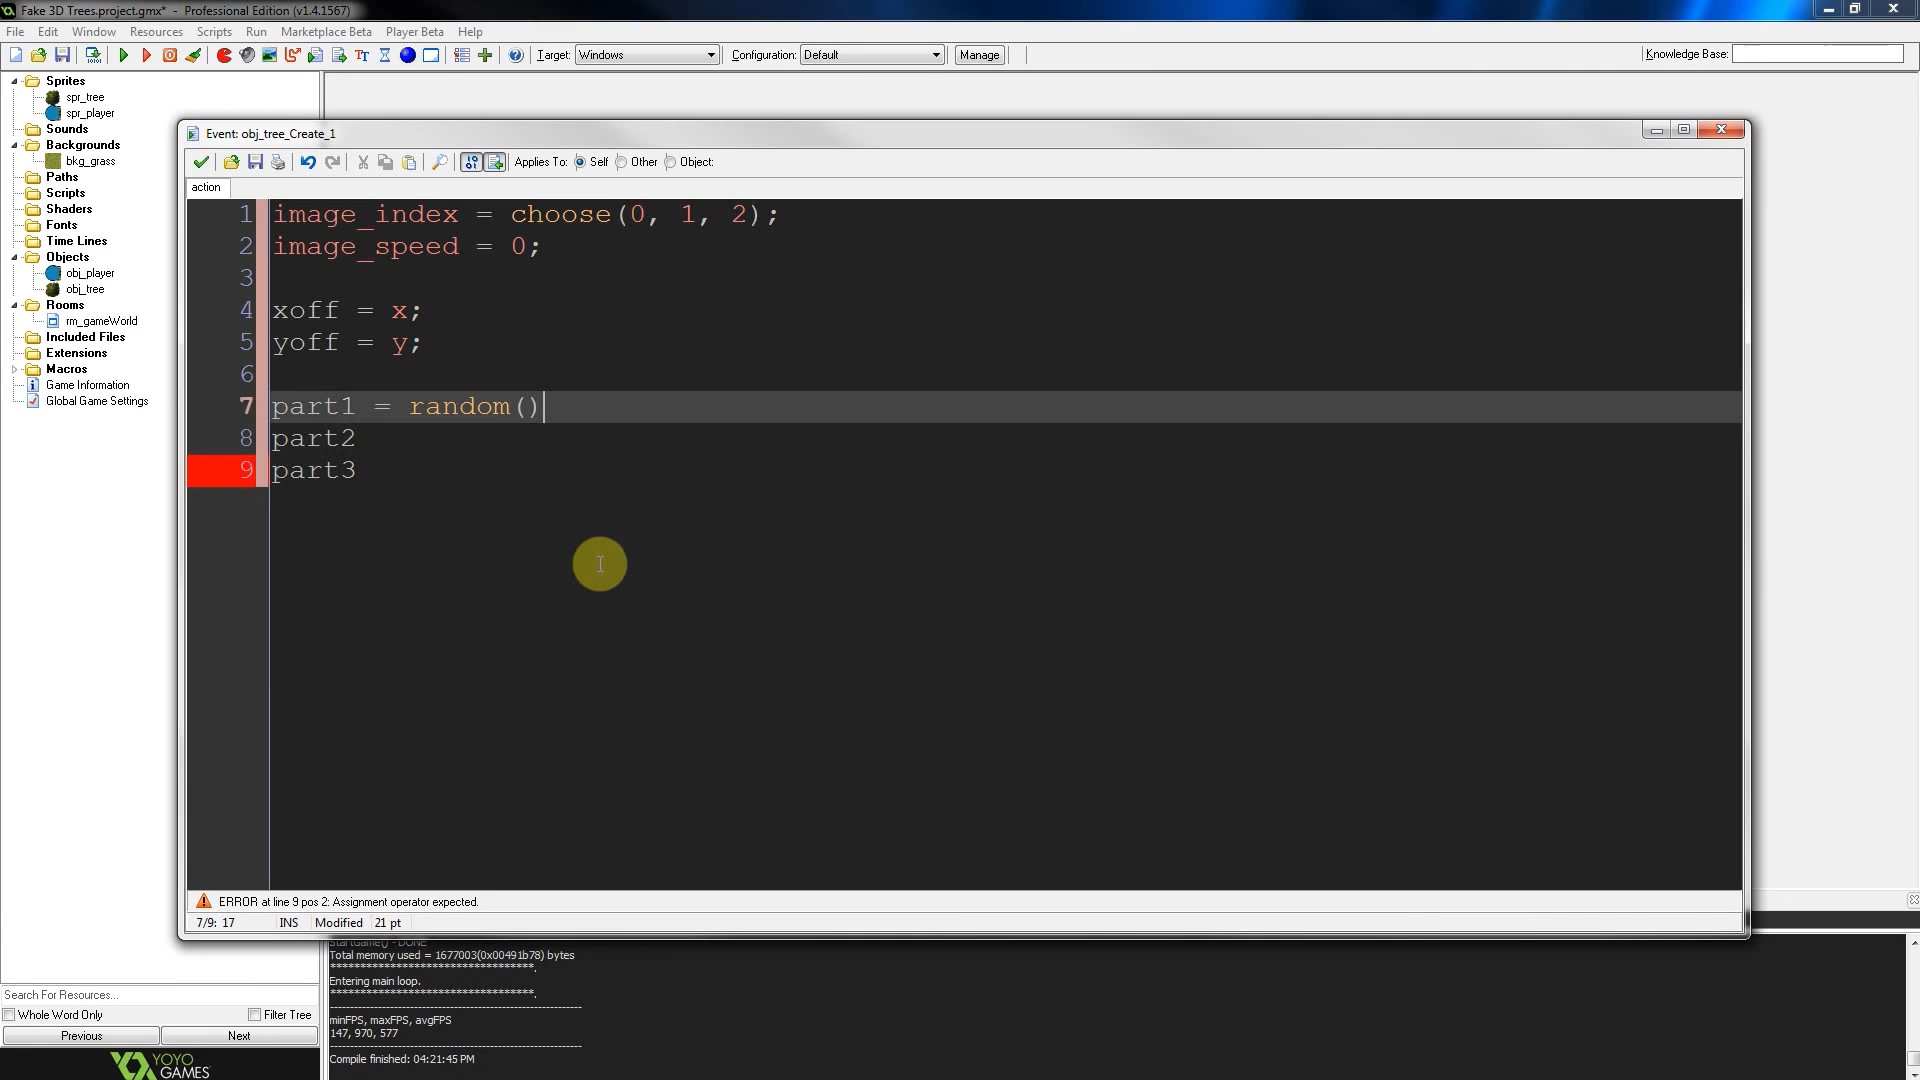 Fake 3D Trees.project.gmx* - Professional Edition (v1.4.1567)
File Edit Window Resources Scripts Run Marketplace Beta Player Beta Help
Target: Windows Configuration: Default Manage Knowledge Base:
Sprites
spr_tree
spr_player
Sounds
Backgrounds
bkg_grass
Paths
Scripts
Shaders
Fonts
Time Lines
Objects
obj_player
obj_tree
Rooms
rm_gameWorld
Included Files
Extensions
Macros
Game Information
Global Game Settings
Event: obj_tree_Create_1
Applies To: Self Other Object:
action
1 image_index = choose(0, 1, 2);
2 image_speed = 0;
3
4 xoff = x;
5 yoff = y;
6
7 part1 = random()
8 part2
9 part3
ERROR at line 9 pos 2: Assignment operator expected.
7/9: 17 INS Modified 21 pt
StartGame() - DONE
Total memory used = 1677003(0x00491b78) bytes
**********************************.
Entering main loop.
**********************************.
minFPS, maxFPS, avgFPS
147, 970, 577
Compile finished: 04:21:45 PM
Search For Resources...
Whole Word Only Filter Tree
Previous Next
YOYO
GAMES